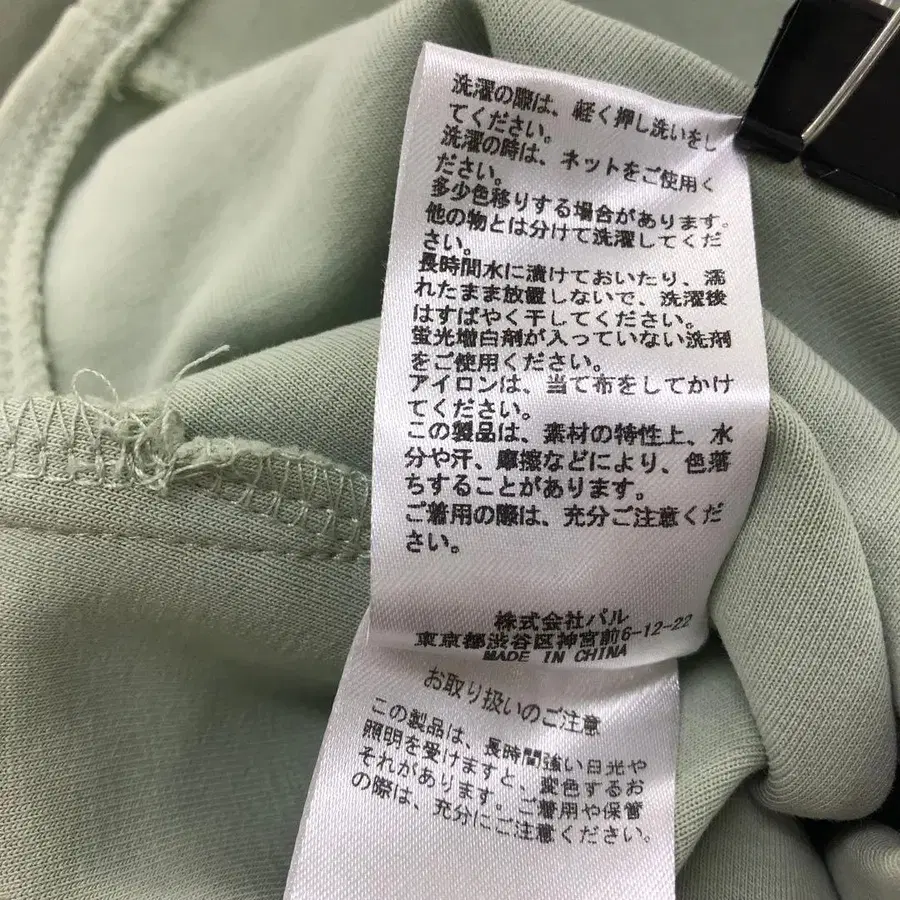 洗濯の際は、軽く押し洗いをし
てください。
洗濯の時は、ネットをご使用く
ださい。
多少色移りする場合があります。
他の物とは分けて洗濯してくだ
さい。
長時間水に漬けておいたり、濡
れたまま放置しないで、洗濯後
はすばやく干してください。
蛍光増白剤が入っていない洗剤
をご使用ください。
アイロンは、当て布をしてかけ
てください。
この製品は、素材の特性上、水
分や汗、摩擦などにより、色落
ちすることがあります。
ご着用の際は、充分ご注意くだ
さい。
株式会社パル
東京都渋谷区神宮前6-12-22
MADE IN CHINA
お取り扱いのご注意
この製品は、長時間強い日光や
照明を受けますと、変色するお
それがあります。ご着用や保管
の際は、充分にご注意ください。